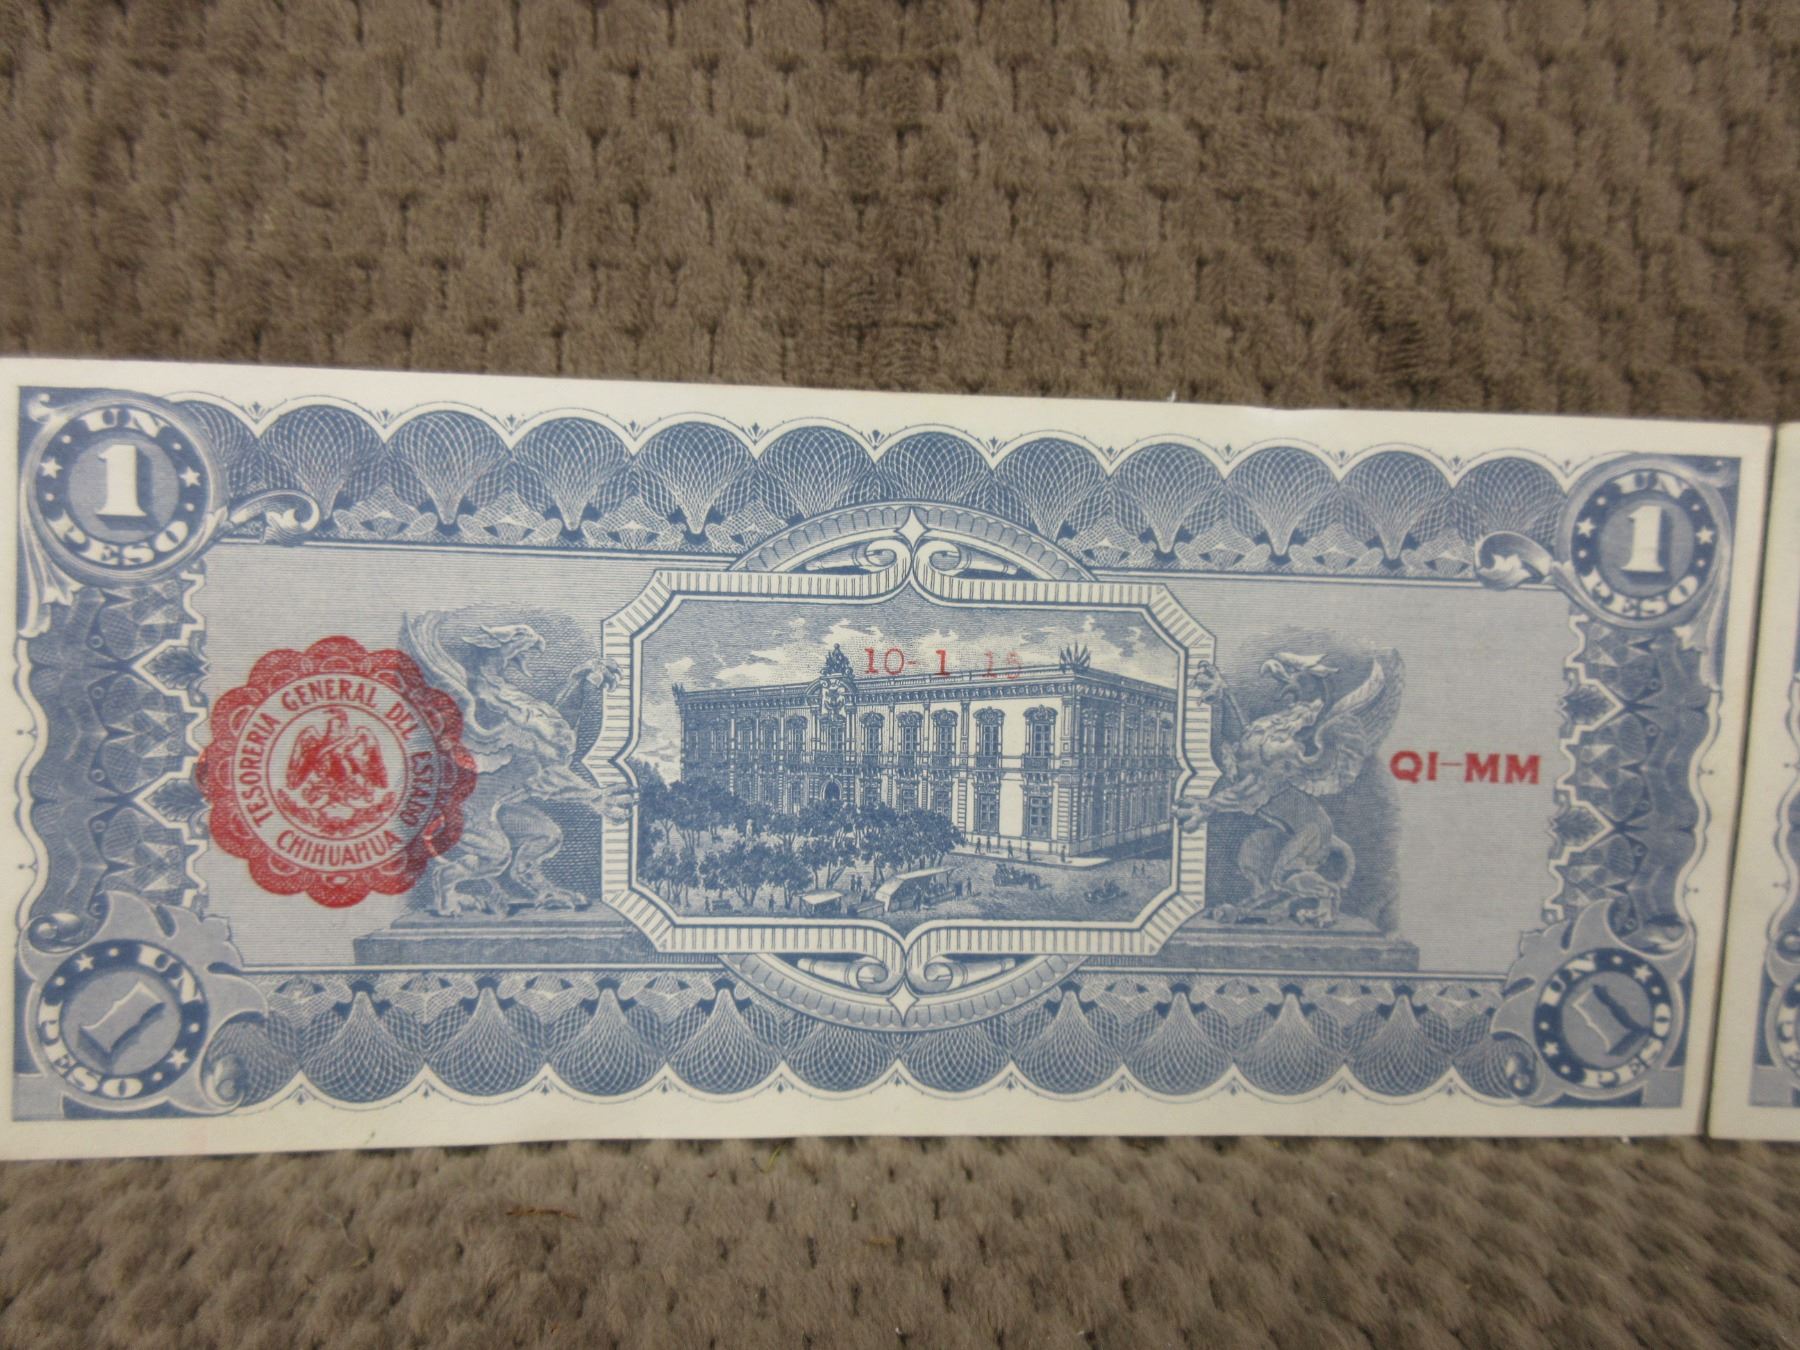 UN
1
PESO
UN
1
PESO
10-1 15
TESORERIA GENERAL DEL ESTADO
CHIHUAHUA
QI-MM
UN
1
PESO
UN
1
PESO